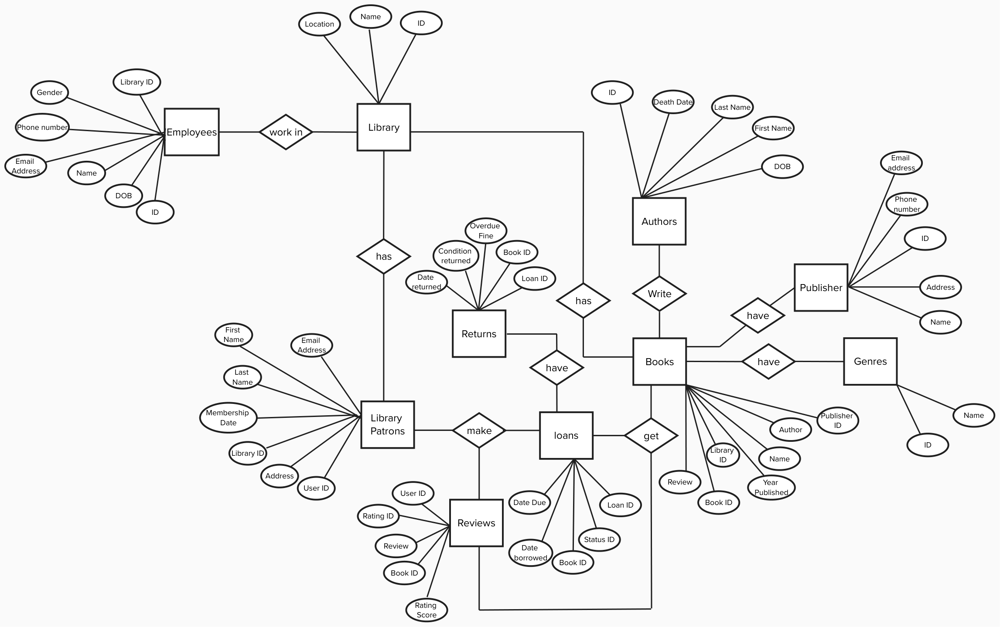 Location
Name
ID
Library ID
Gender
Phone number
Email
Address
Name
DOB
ID
Employees
work in
Library
has
ID
Death Date
Last Name
First Name
DOB
Authors
Write
Email
address
Phone
number
ID
Address
Name
Publisher
have
Overdue
Fine
Condition
returned
Book ID
Date
returned
Loan ID
Returns
has
have
Books
have
Genres
Name
ID
First
Name
Email
Address
Last
Name
Membership
Date
Library ID
Address
User ID
Library
Patrons
make
loans
get
Publisher
ID
Author
Library
ID
Name
Review
Year
Published
Book ID
User ID
Rating ID
Review
Book ID
Rating
Score
Reviews
Date Due
Loan ID
Status ID
Date
borrowed
Book ID